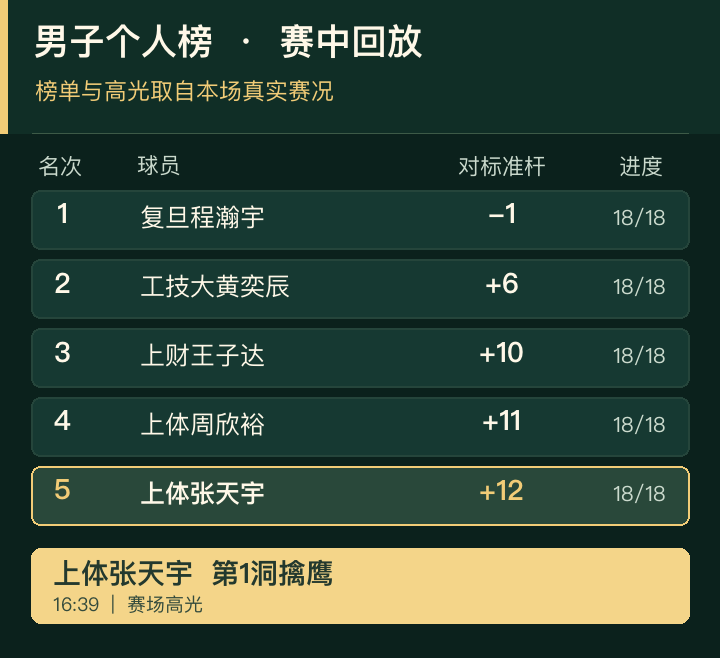 男子个人榜 · 赛中回放
榜单与高光取自本场真实赛况
名次 球员 对标准杆 进度
1 复旦程瀚宇 −1 18/18
2 工技大黄奕辰 +6 18/18
3 上财王子达 +10 18/18
4 上体周欣裕 +11 18/18
5 上体张天宇 +12 18/18
上体张天宇 第1洞擒鹰
16:39 | 赛场高光